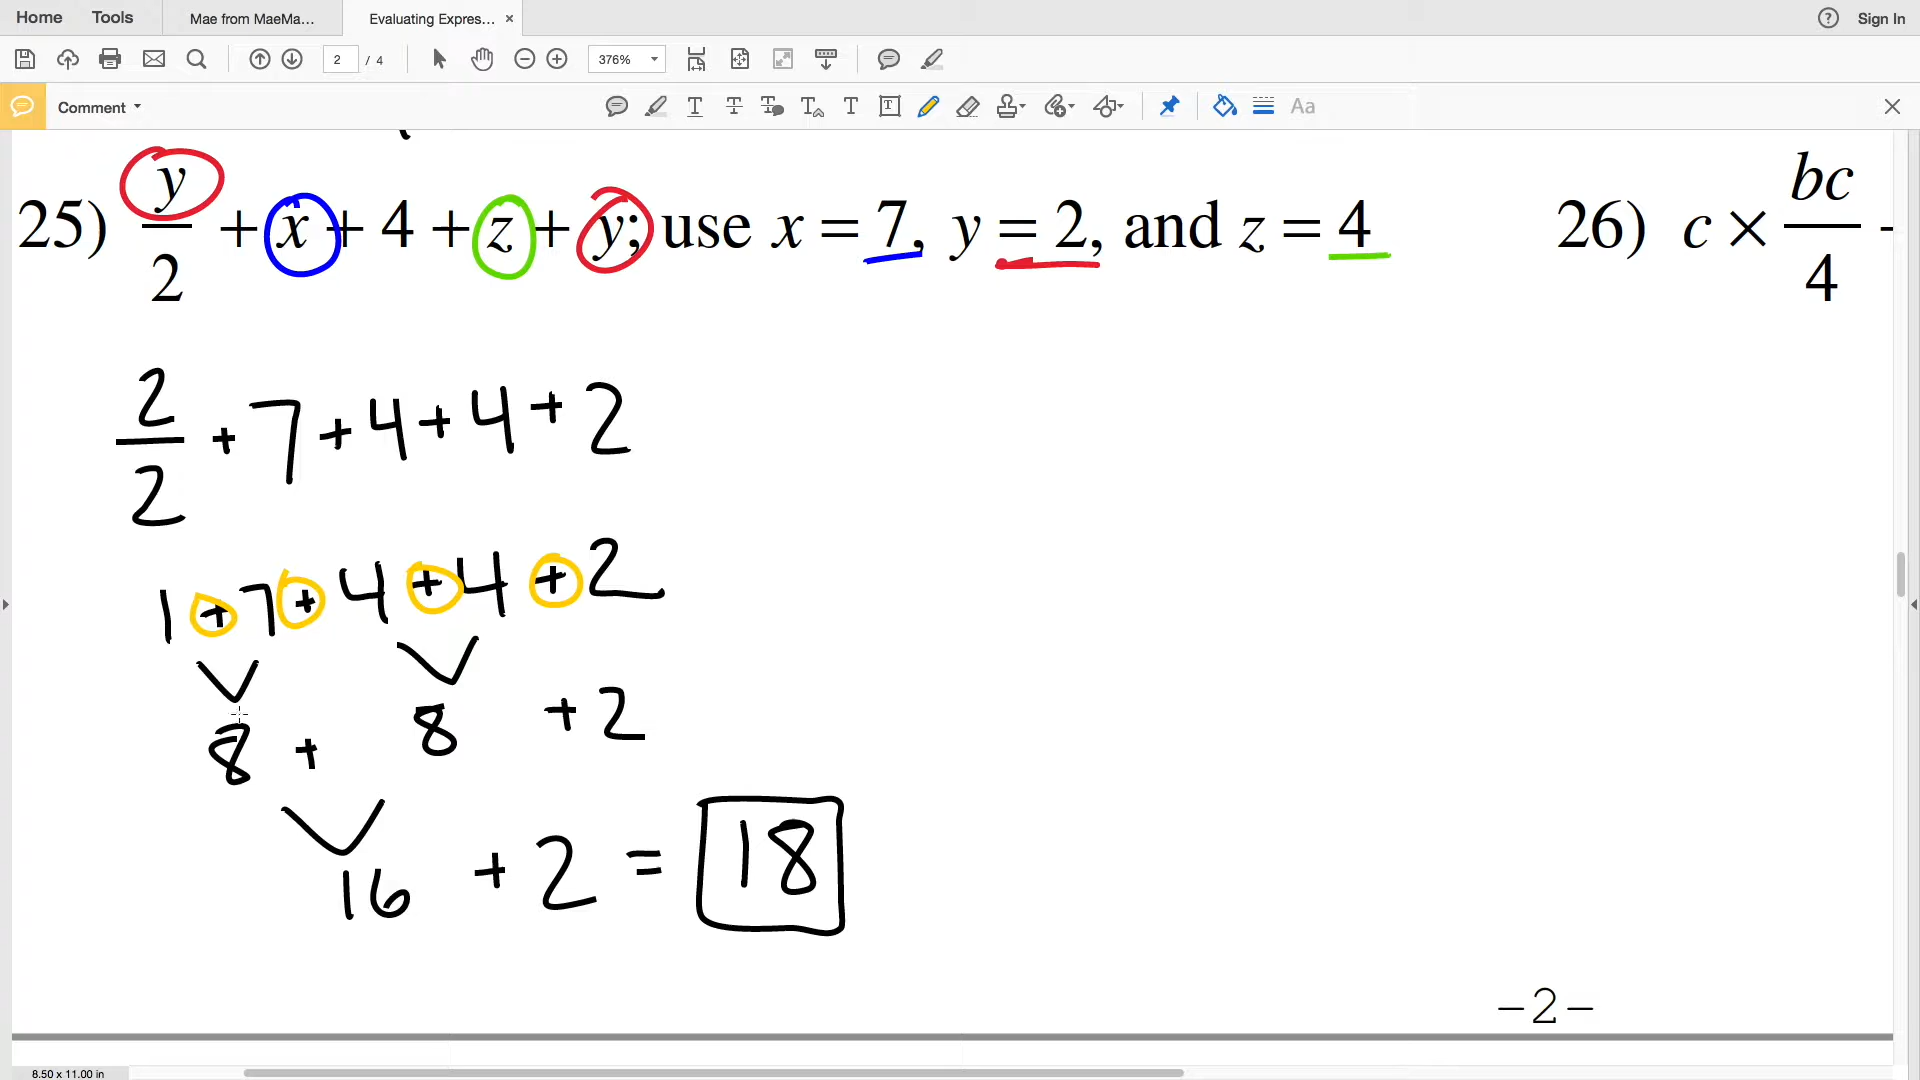 Home Tools Mae from MaeMa... Evaluating Expres... × ? Sign In
2 / 4 376%
Comment T T T T T T Aa
25) y/2 + x + 4 + z + y; use x = 7, y = 2, and z = 4 26) c × bc/4 -
2/2 + 7 + 4 + 4 + 2
1 + 7 + 4 + 4 + 2
8 + 8 + 2
16 + 2 = 18
-2-
8.50 x 11.00 in